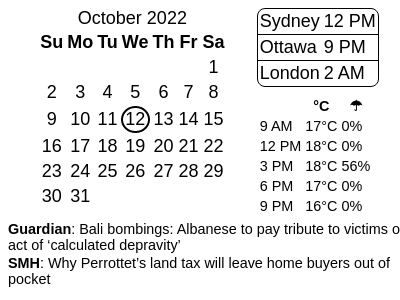 October 2022
Su Mo Tu We Th Fr Sa
1
2 3 4 5 6 7 8
9 10 11 12 13 14 15
16 17 18 19 20 21 22
23 24 25 26 27 28 29
30 31
Sydney 12 PM
Ottawa 9 PM
London 2 AM
°C ☂
9 AM 17°C 0%
12 PM 18°C 0%
3 PM 18°C 56%
6 PM 17°C 0%
9 PM 16°C 0%
Guardian: Bali bombings: Albanese to pay tribute to victims o
act of ‘calculated depravity’
SMH: Why Perrottet’s land tax will leave home buyers out of
pocket